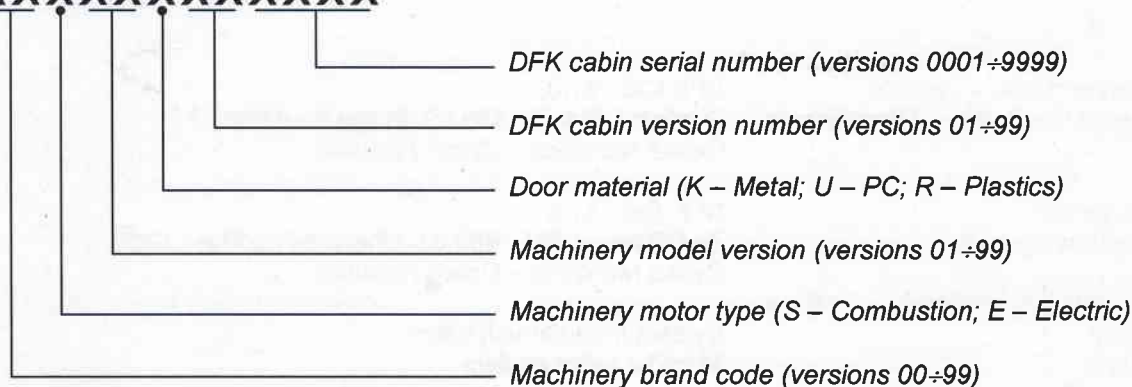 DFK cabin serial number (versions 0001÷9999)
DFK cabin version number (versions 01÷99)
Door material (K – Metal; U – PC; R – Plastics)
Machinery model version (versions 01÷99)
Machinery motor type (S – Combustion; E – Electric)
Machinery brand code (versions 00÷99)